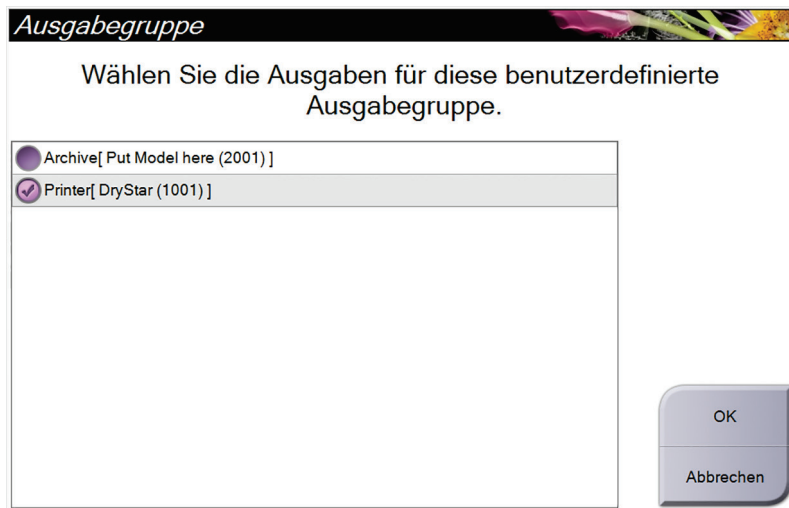 Ausgabegruppe
Wählen Sie die Ausgaben für diese benutzerdefinierte
Ausgabegruppe.
Archive[ Put Model here (2001) ]
Printer[ DryStar (1001) ]
OK
Abbrechen